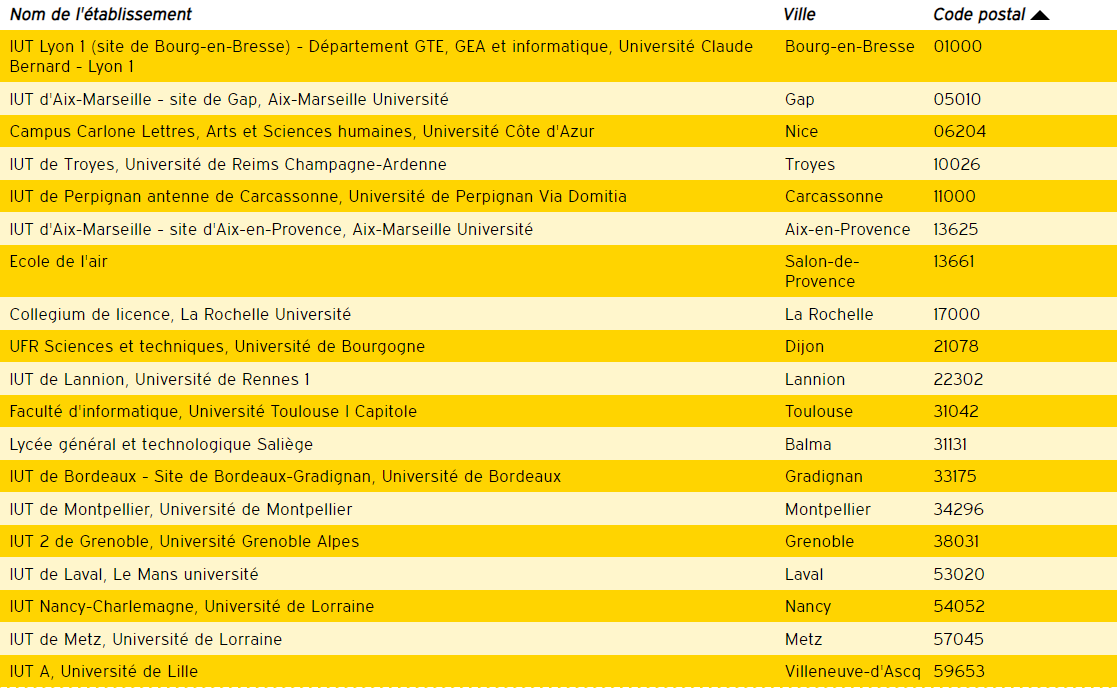 Nom de l'établissement Ville Code postal
IUT Lyon 1 (site de Bourg-en-Bresse) - Département GTE, GEA et informatique, Université Claude Bourg-en-Bresse 01000
Bernard - Lyon 1
IUT d'Aix-Marseille - site de Gap, Aix-Marseille Université Gap 05010
Campus Carlone Lettres, Arts et Sciences humaines, Université Côte d'Azur Nice 06204
IUT de Troyes, Université de Reims Champagne-Ardenne Troyes 10026
IUT de Perpignan antenne de Carcassonne, Université de Perpignan Via Domitia Carcassonne 11000
IUT d'Aix-Marseille - site d'Aix-en-Provence, Aix-Marseille Université Aix-en-Provence 13625
Ecole de l'air Salon-de- 13661
Provence
Collegium de licence, La Rochelle Université La Rochelle 17000
UFR Sciences et techniques, Université de Bourgogne Dijon 21078
IUT de Lannion, Université de Rennes 1 Lannion 22302
Faculté d'informatique, Université Toulouse I Capitole Toulouse 31042
Lycée général et technologique Saliège Balma 31131
IUT de Bordeaux - Site de Bordeaux-Gradignan, Université de Bordeaux Gradignan 33175
IUT de Montpellier, Université de Montpellier Montpellier 34296
IUT 2 de Grenoble, Université Grenoble Alpes Grenoble 38031
IUT de Laval, Le Mans université Laval 53020
IUT Nancy-Charlemagne, Université de Lorraine Nancy 54052
IUT de Metz, Université de Lorraine Metz 57045
IUT A, Université de Lille Villeneuve-d'Ascq 59653